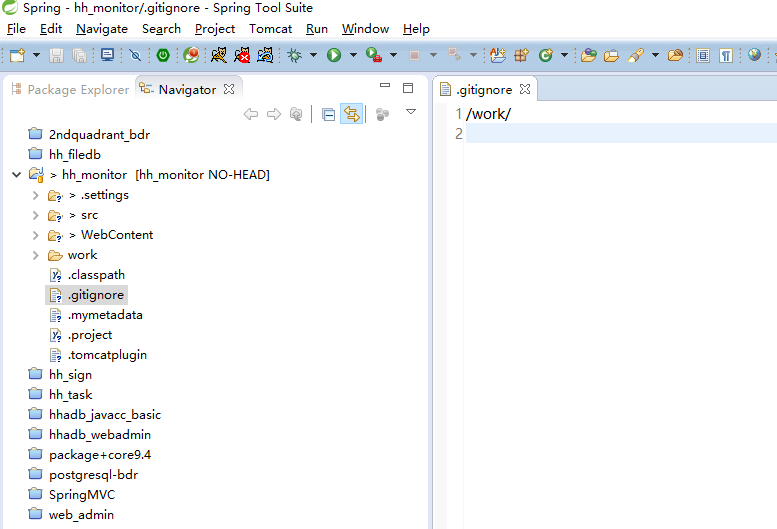 Spring - hh_monitor/.gitignore - Spring Tool Suite
File Edit Navigate Search Project Tomcat Run Window Help
Package Explorer Navigator
.gitignore
1 /work/
2
2ndquadrant_bdr
hh_filedb
> hh_monitor [hh_monitor NO-HEAD]
> .settings
> src
> WebContent
work
.classpath
.gitignore
.mymetadata
.project
.tomcatplugin
hh_sign
hh_task
hhadb_javacc_basic
hhadb_webadmin
package+core9.4
postgresql-bdr
SpringMVC
web_admin